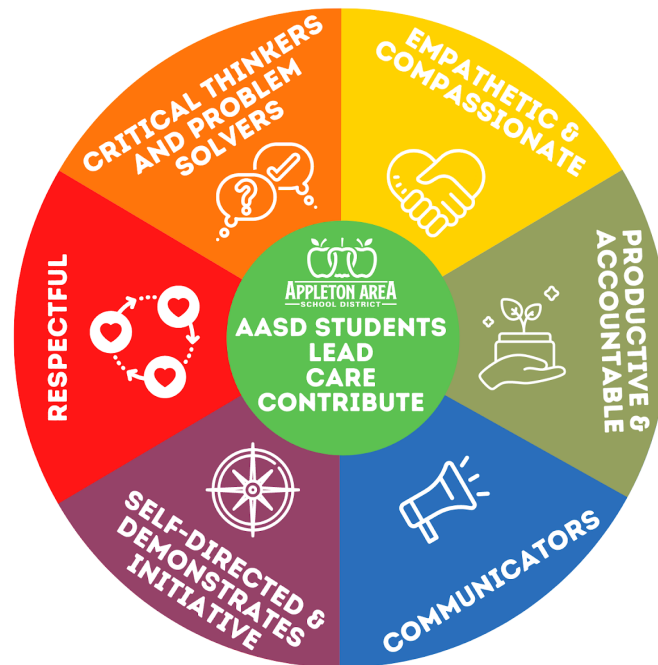 CRITICAL THINKERS
AND PROBLEM
SOLVERS
EMPATHETIC &
COMPASSIONATE
PRODUCTIVE &
ACCOUNTABLE
COMMUNICATORS
SELF-DIRECTED &
DEMONSTRATES
INITIATIVE
RESPECTFUL
APPLETON AREA
SCHOOL DISTRICT
AASD STUDENTS
LEAD
CARE
CONTRIBUTE